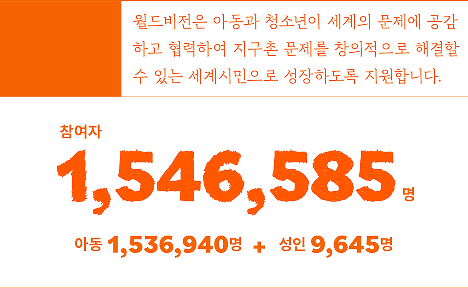 월드비전은 아동과 청소년이 세계의 문제에 공감
하고 협력하여 지구촌 문제를 창의적으로 해결할
수 있는 세계시민으로 성장하도록 지원합니다.
참여자
1,546,585 명
아동 1,536,940명 + 성인 9,645명